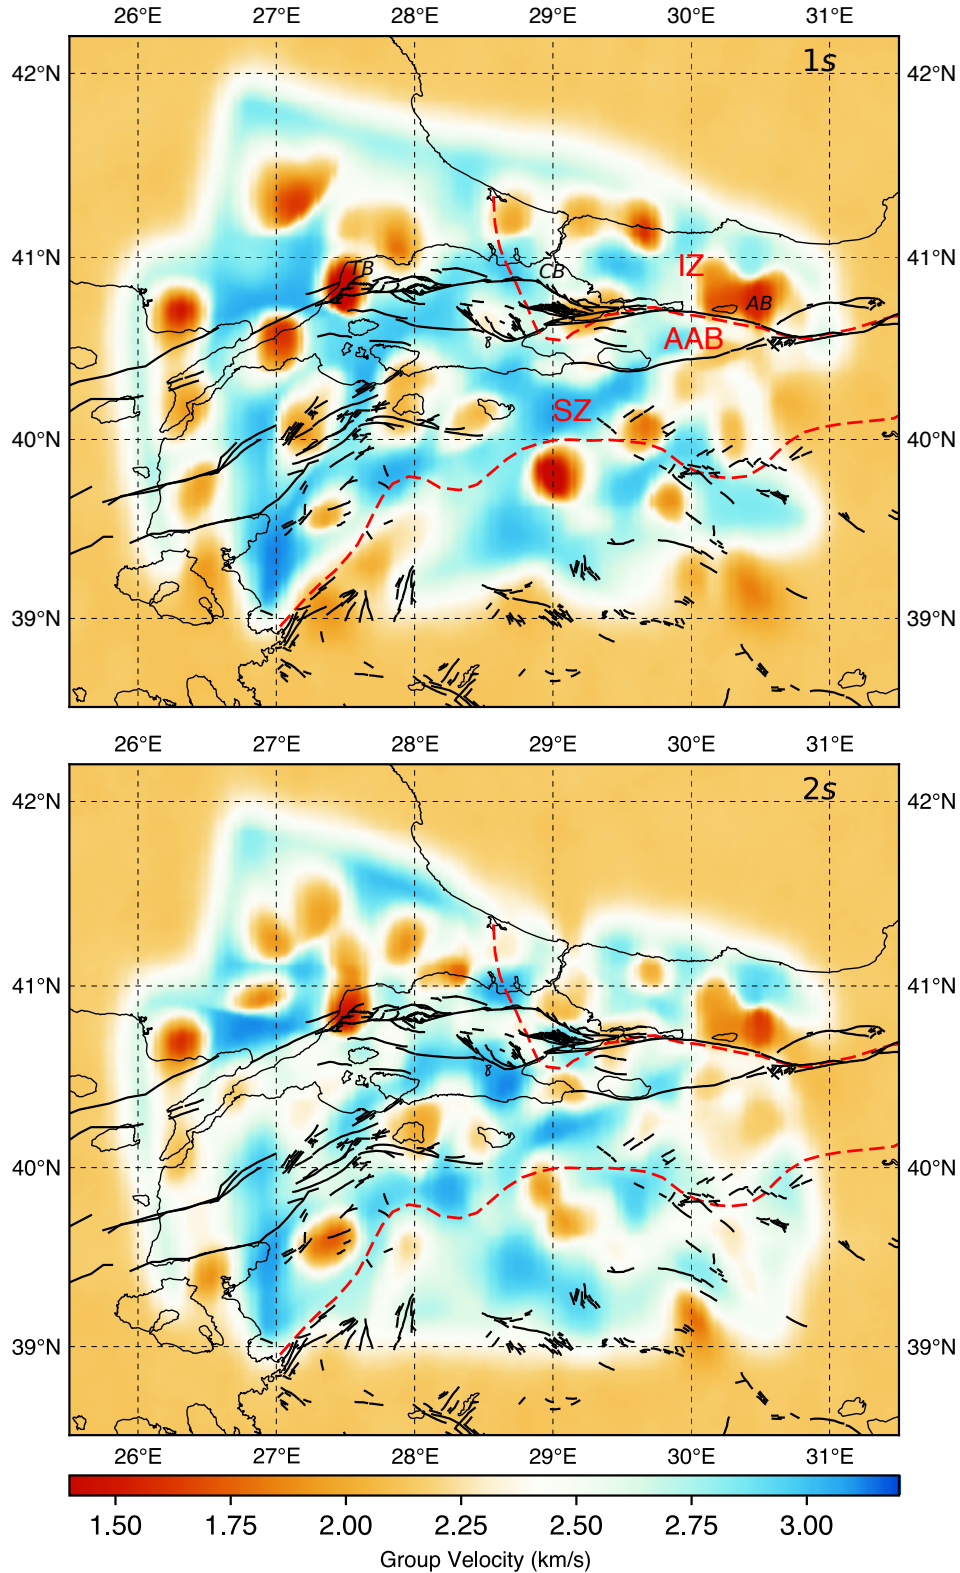 26°E 27°E 28°E 29°E 30°E 31°E
42°N 1s 42°N
41°N 41°N
TB CB IZ
AB
AAB
SZ
40°N 40°N
39°N 39°N
26°E 27°E 28°E 29°E 30°E 31°E
42°N 2s 42°N
41°N 41°N
40°N 40°N
39°N 39°N
26°E 27°E 28°E 29°E 30°E 31°E
1.50 1.75 2.00 2.25 2.50 2.75 3.00
Group Velocity (km/s)